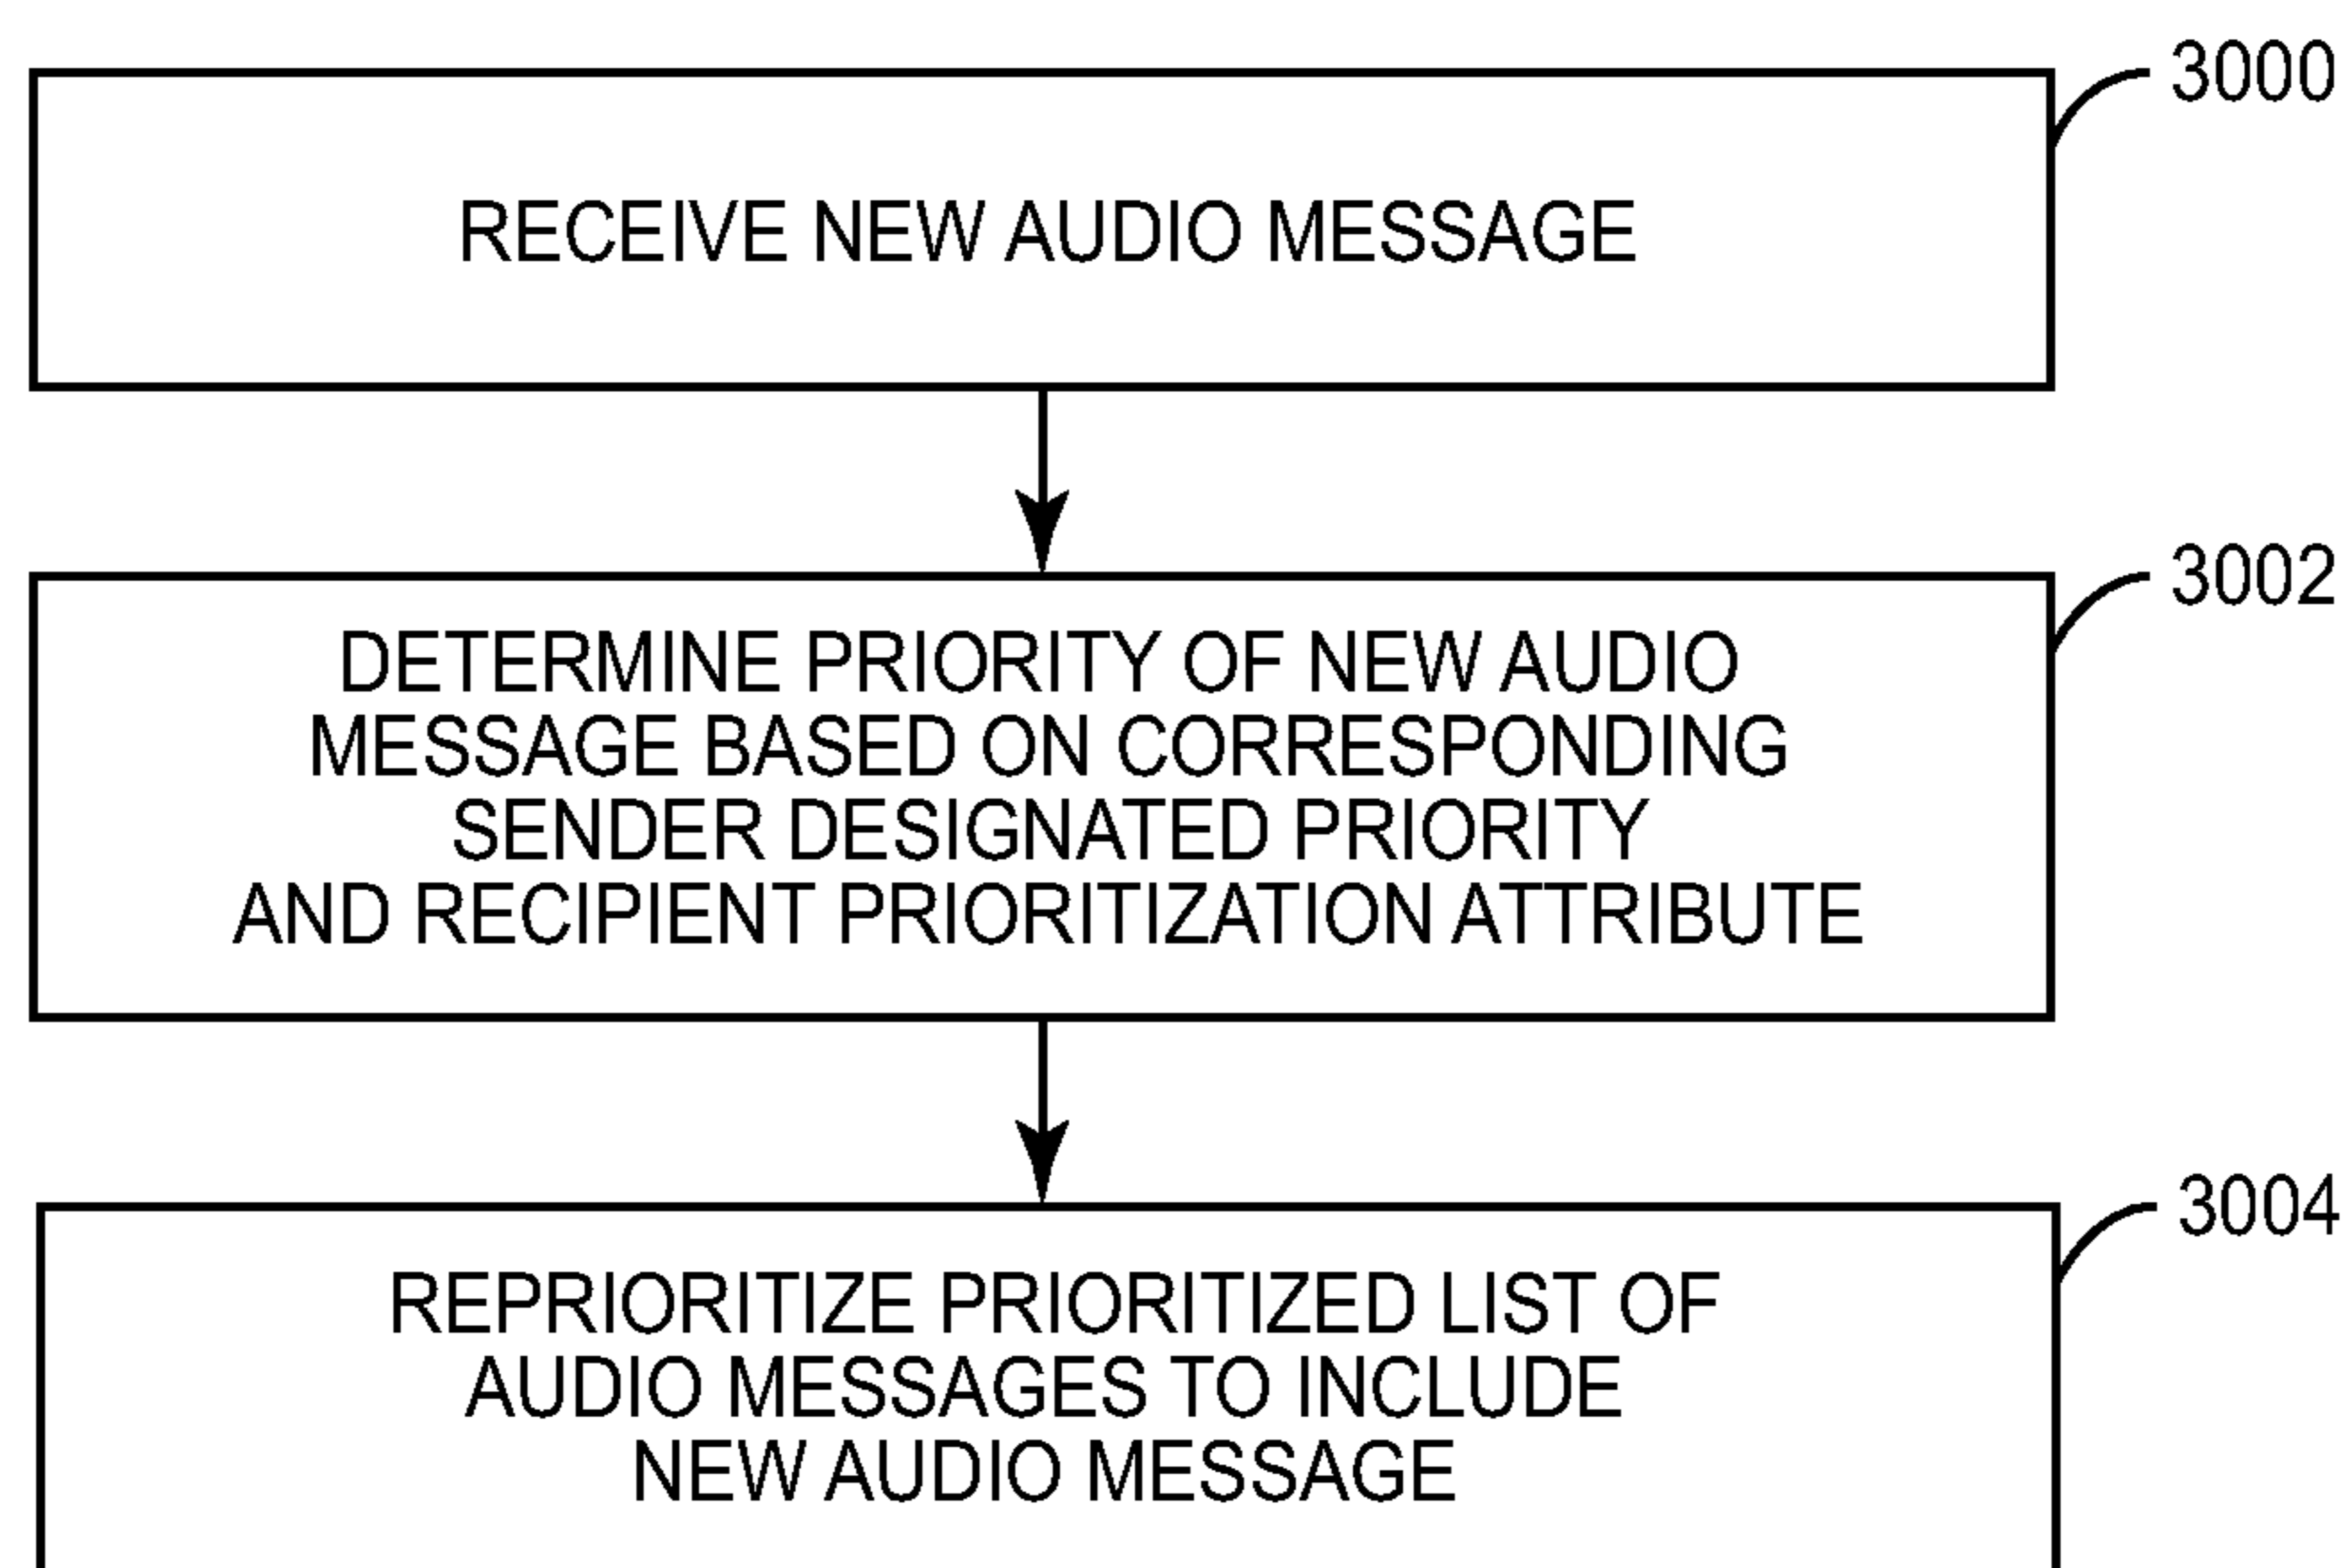 3000
RECEIVE NEW AUDIO MESSAGE
3002
DETERMINE PRIORITY OF NEW AUDIO
MESSAGE BASED ON CORRESPONDING
SENDER DESIGNATED PRIORITY
AND RECIPIENT PRIORITIZATION ATTRIBUTE
3004
REPRIORITIZE PRIORITIZED LIST OF
AUDIO MESSAGES TO INCLUDE
NEW AUDIO MESSAGE